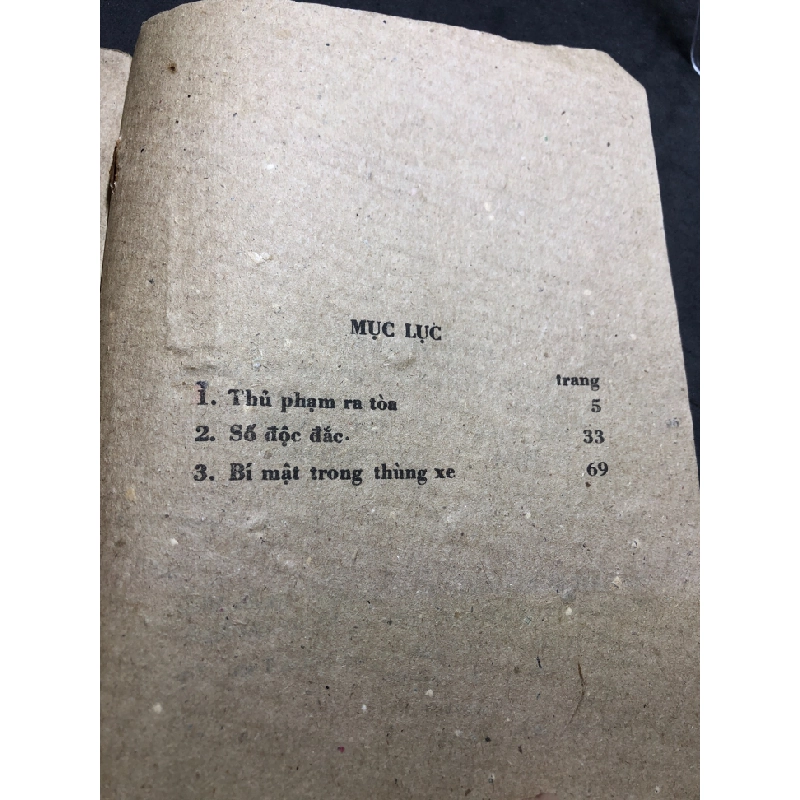 MỤC LỤC
trang
1. Thủ phạm ra tòa 5
2. Số độc đắc. 33
3. Bí mật trong thùng xe 69